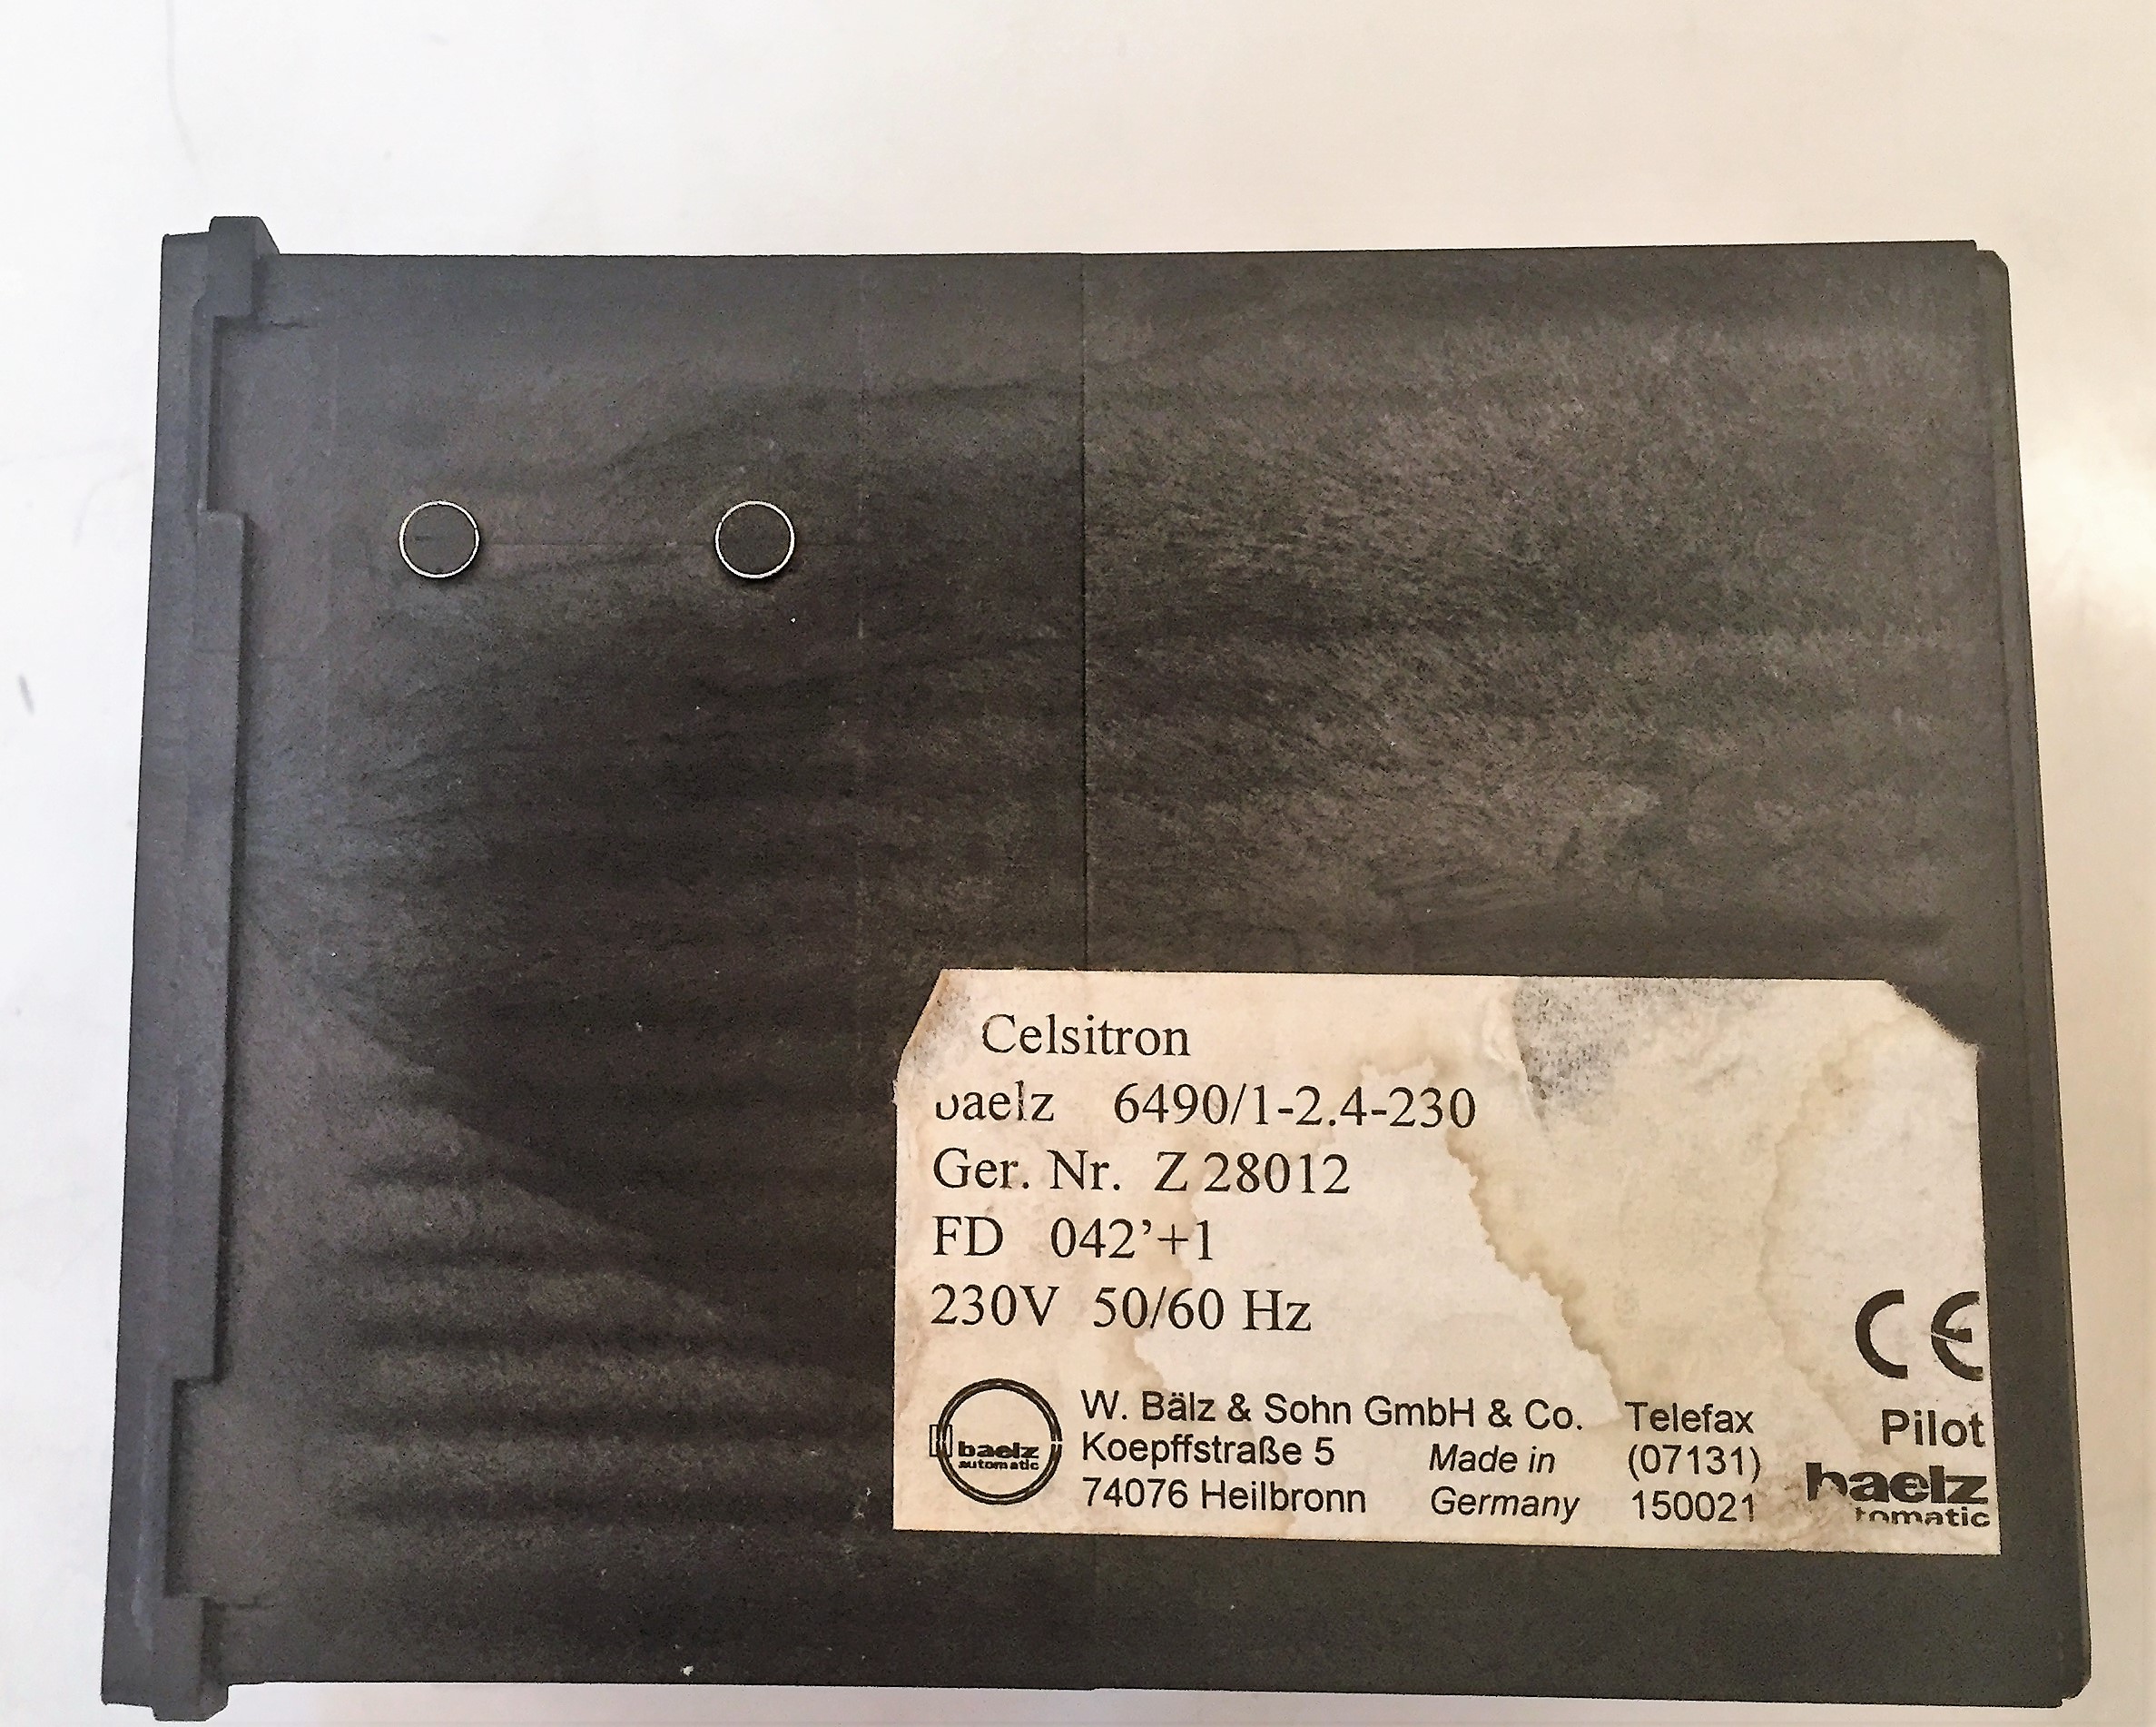 Celsitron
baelz 6490/1-2.4-230
Ger. Nr. Z 28012
FD 042’+1
230V 50/60 Hz
CE
baelz
automatic
W. Bälz & Sohn GmbH & Co.
Koepffstraße 5
74076 Heilbronn
Made in
Germany
Telefax
(07131)
150021
Pilot
baelz
tomatic